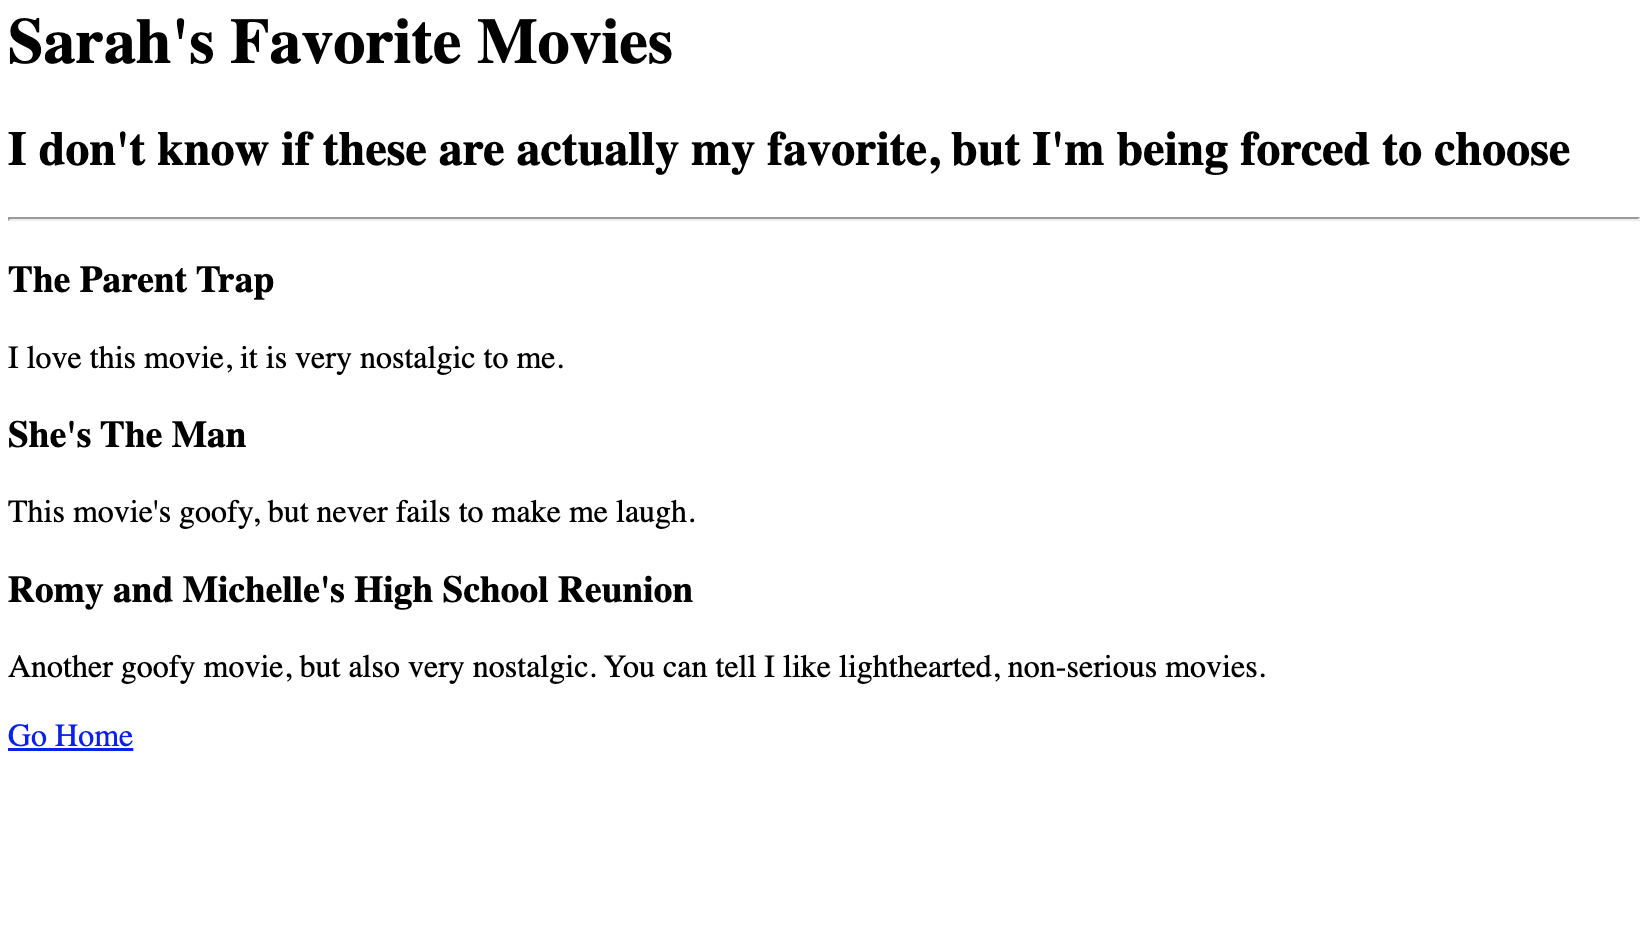 Sarah's Favorite Movies
I don't know if these are actually my favorite, but I'm being forced to choose
The Parent Trap
I love this movie, it is very nostalgic to me.
She's The Man
This movie's goofy, but never fails to make me laugh.
Romy and Michelle's High School Reunion
Another goofy movie, but also very nostalgic. You can tell I like lighthearted, non-serious movies.
Go Home